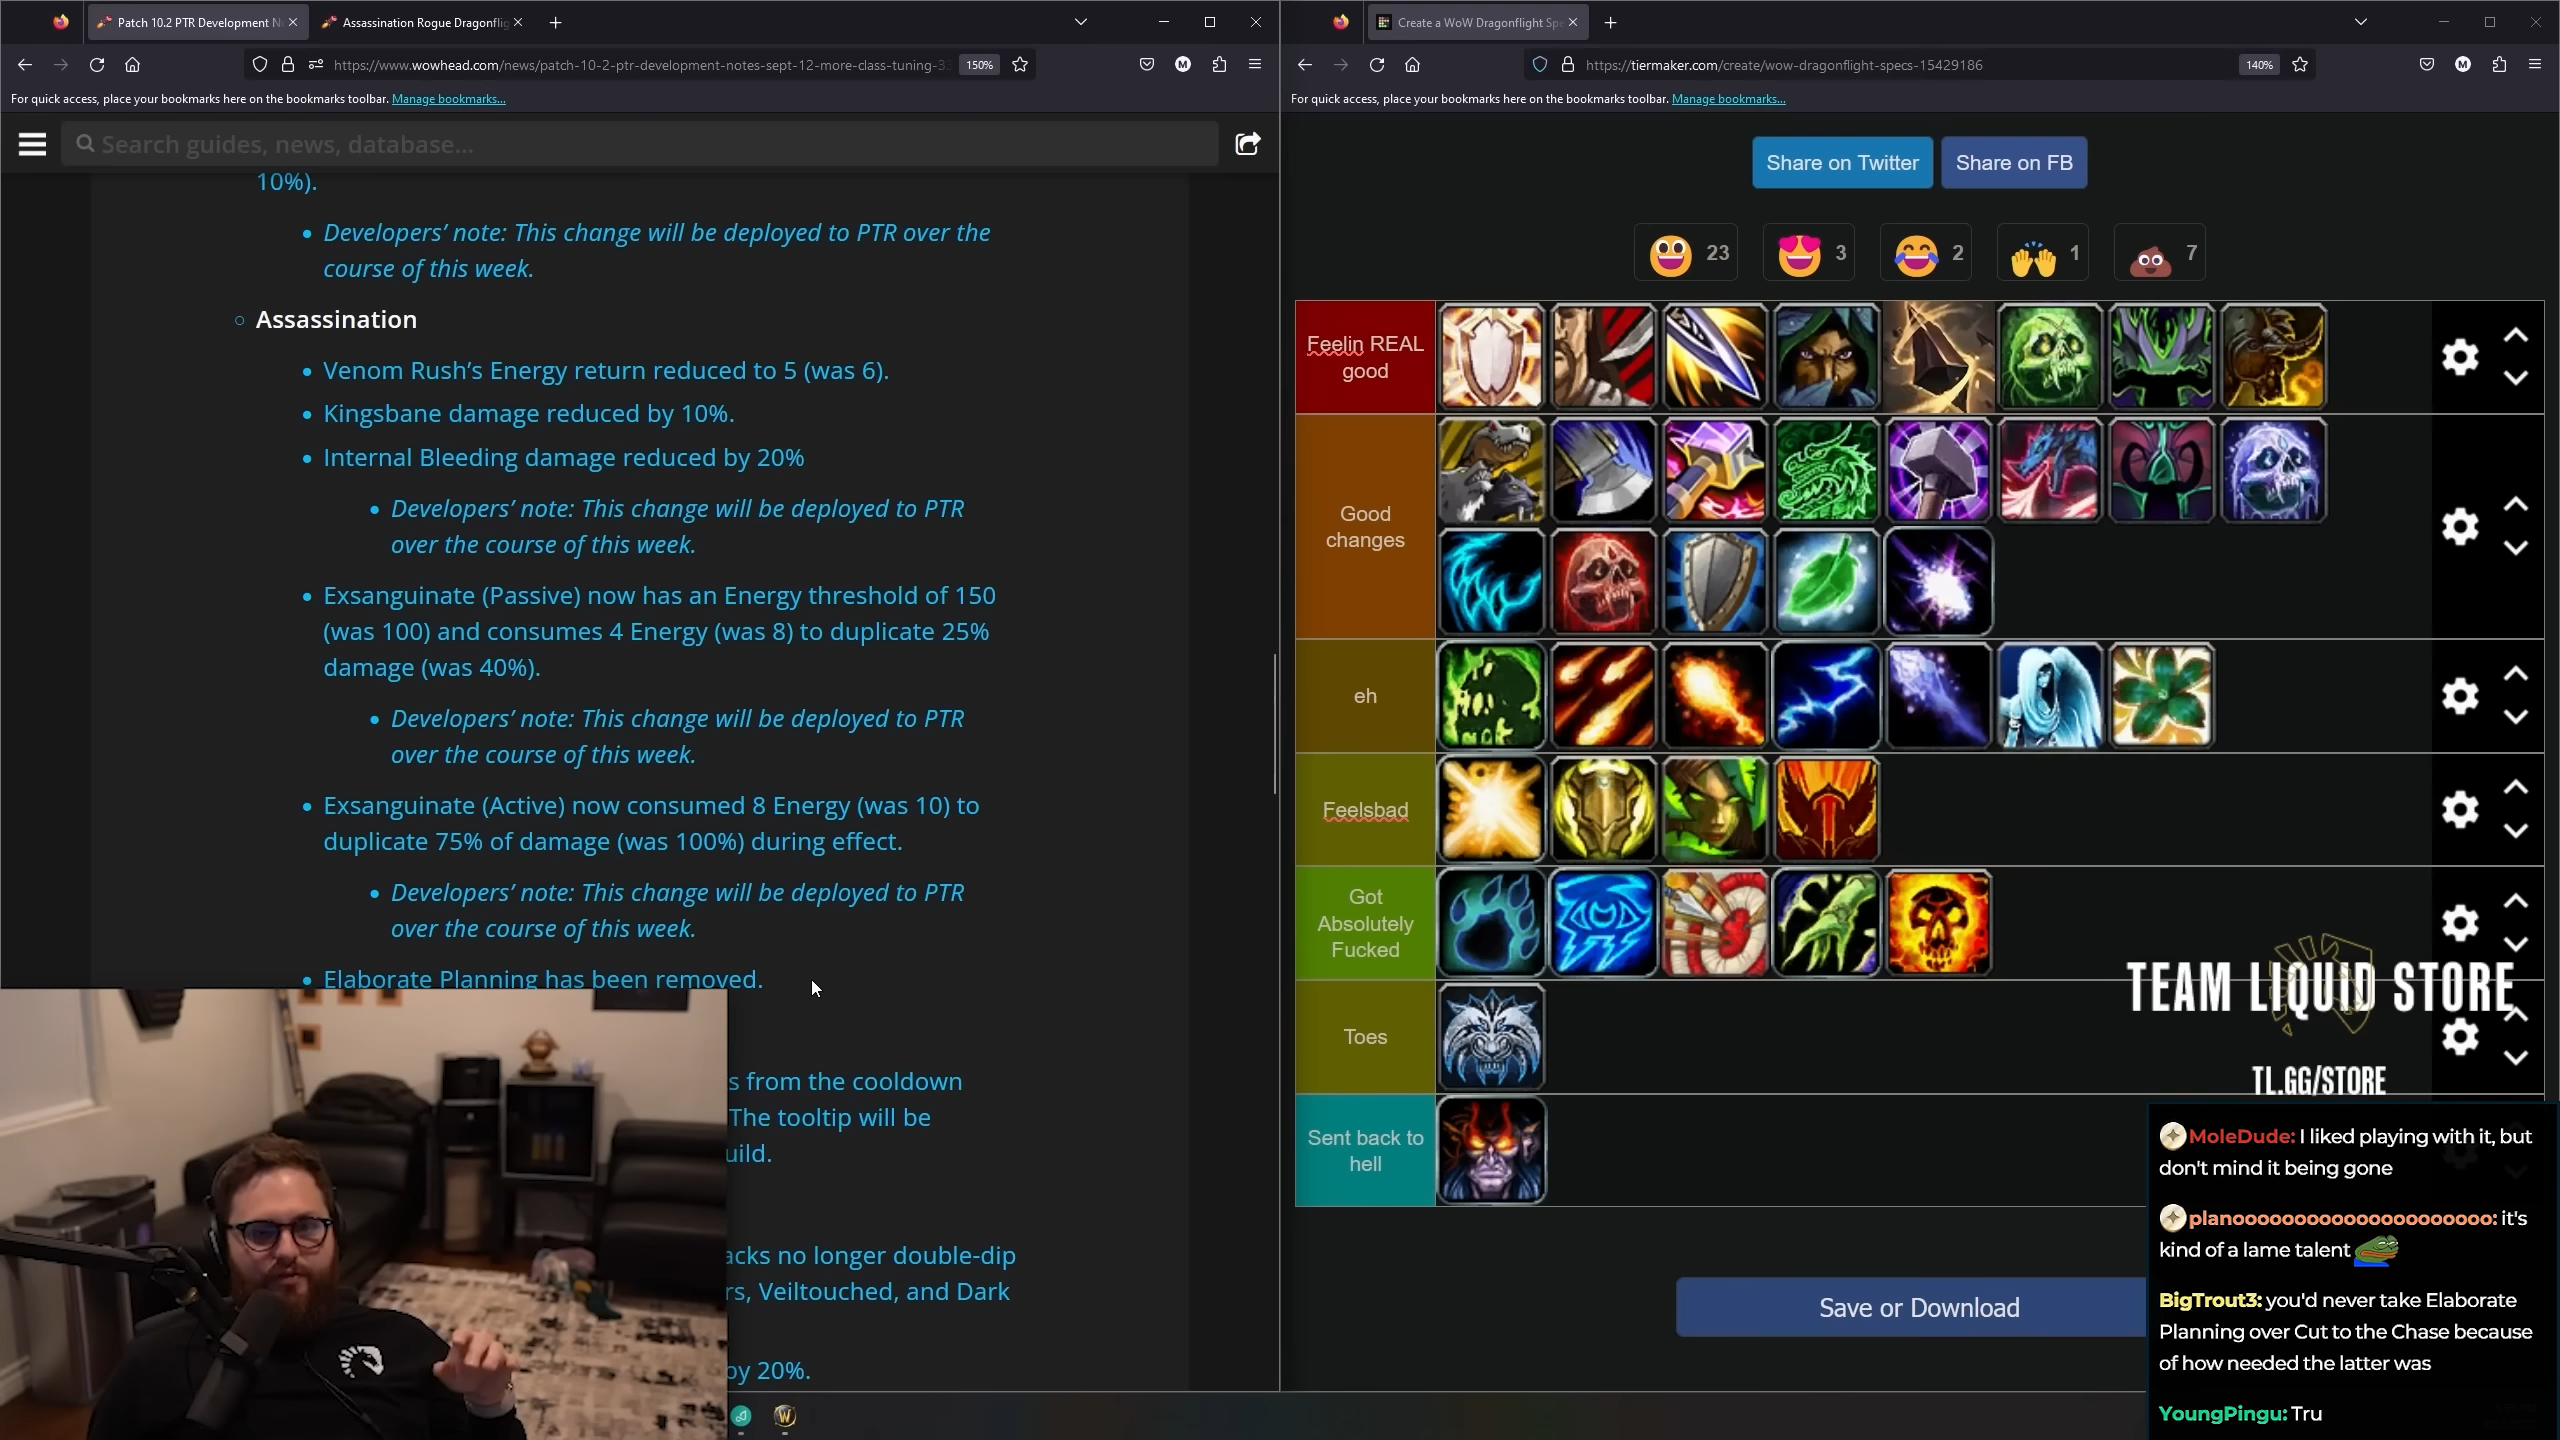 Patch 10.2 PTR Development N
Assassination Rogue Dragonflig
https://www.wowhead.com/news/patch-10-2-ptr-development-notes-sept-12-more-class-tuning-33
150%
For quick access, place your bookmarks here on the bookmarks toolbar. Manage bookmarks...
Search guides, news, database...
10%).
Developers' note: This change will be deployed to PTR over the
course of this week.
Assassination
Venom Rush's Energy return reduced to 5 (was 6).
Kingsbane damage reduced by 10%.
Internal Bleeding damage reduced by 20%
Developers' note: This change will be deployed to PTR
over the course of this week.
Exsanguinate (Passive) now has an Energy threshold of 150
(was 100) and consumes 4 Energy (was 8) to duplicate 25%
damage (was 40%).
Developers' note: This change will be deployed to PTR
over the course of this week.
Exsanguinate (Active) now consumed 8 Energy (was 10) to
duplicate 75% of damage (was 100%) during effect.
Developers' note: This change will be deployed to PTR
over the course of this week.
Elaborate Planning has been removed.
s from the cooldown
The tooltip will be
uild.
acks no longer double-dip
rs, Veiltouched, and Dark
by 20%.
Create a WoW Dragonflight Spe
https://tiermaker.com/create/wow-dragonflight-specs-15429186
140%
For quick access, place your bookmarks here on the bookmarks toolbar. Manage bookmarks...
Share on Twitter
Share on FB
23
3
2
1
7
Feelin REAL
good
Good
changes
eh
Feelsbad
Got
Absolutely
Fucked
Toes
Sent back to
hell
TEAM LIQUID STORE
TL.GG/STORE
Save or Download
MoleDude: I liked playing with it, but
don't mind it being gone
planooooooooooooooooooooo: it's
kind of a lame talent
BigTrout3: you'd never take Elaborate
Planning over Cut to the Chase because
of how needed the latter was
YoungPingu: Tru